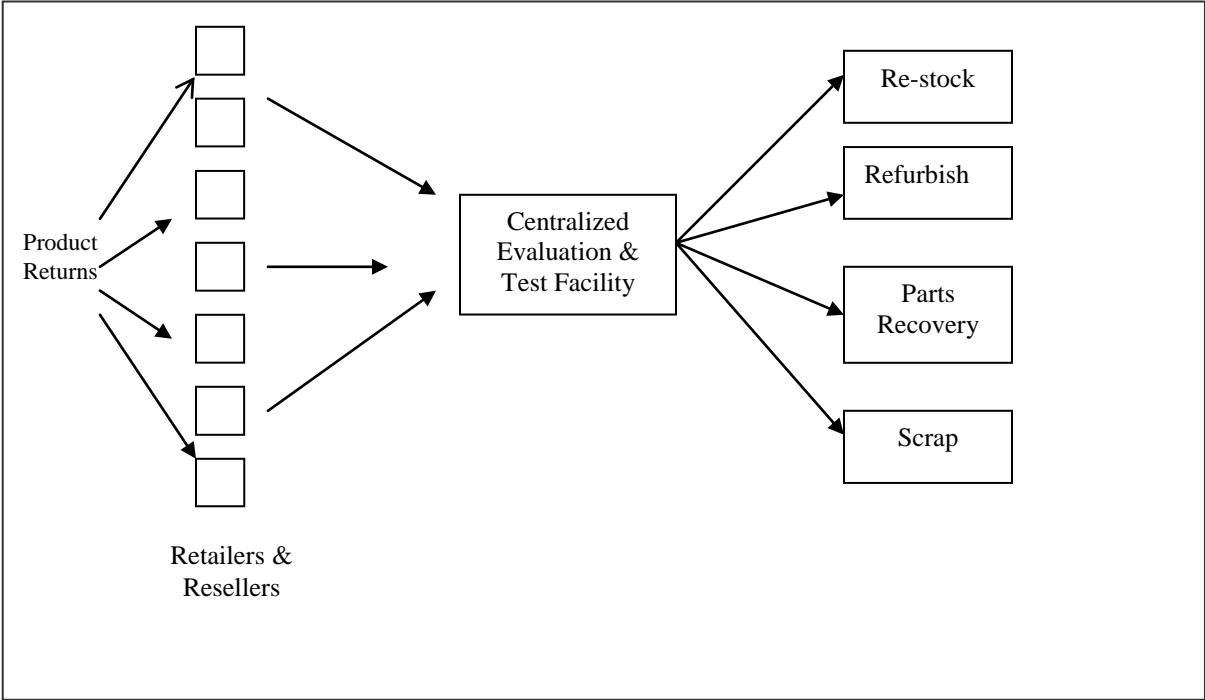 Product
Returns
Retailers &
Resellers
Centralized
Evaluation &
Test Facility
Re-stock
Refurbish
Parts
Recovery
Scrap